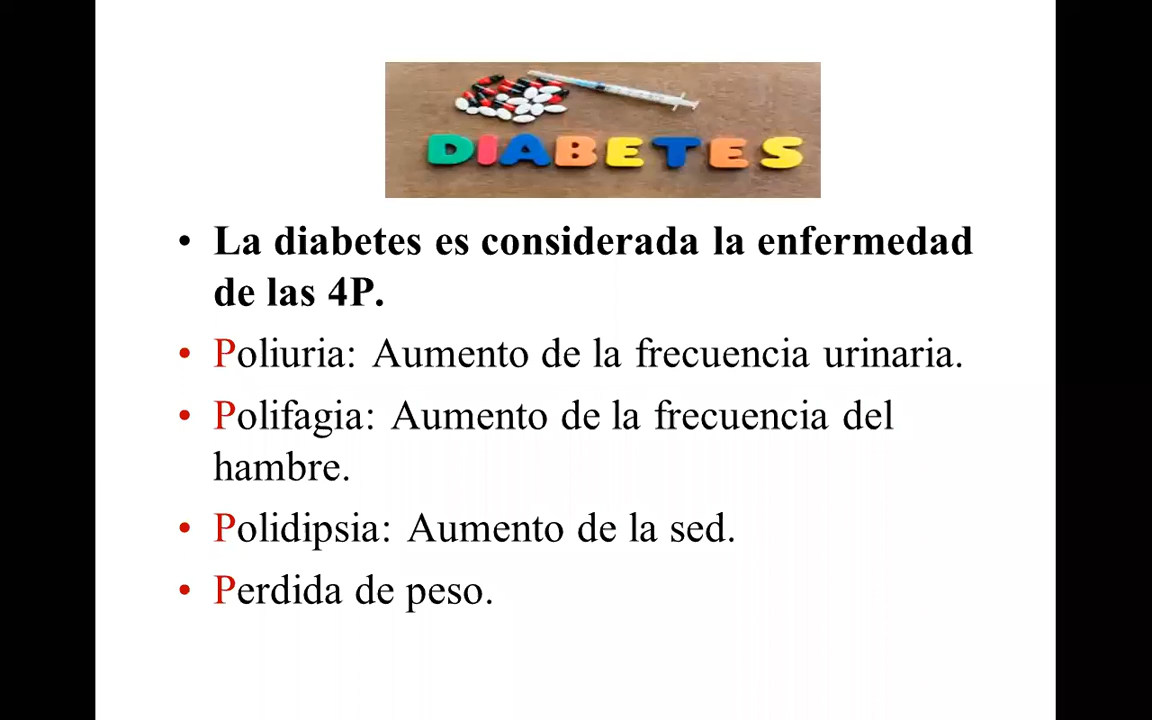 DIABETES
• La diabetes es considerada la enfermedad
de las 4P.
• Poliuria: Aumento de la frecuencia urinaria.
• Polifagia: Aumento de la frecuencia del
hambre.
• Polidipsia: Aumento de la sed.
• Perdida de peso.